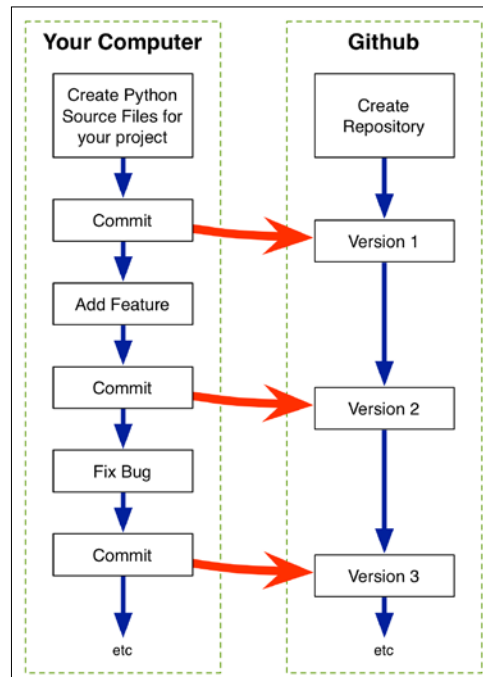 Your Computer
Create Python
Source Files for
your project
Commit
Add Feature
Commit
Fix Bug
Commit
etc
Github
Create
Repository
Version 1
Version 2
Version 3
etc